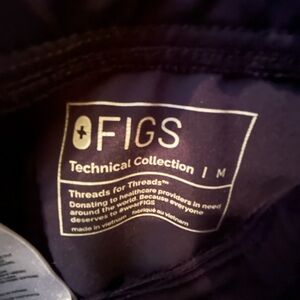 FIGS
Technical Collection | M
Threads for Threads™
Donating to healthcare providers in need
around the world. Because everyone
deserves to #wearFIGS
made in vietnam fabriqué au vietnam